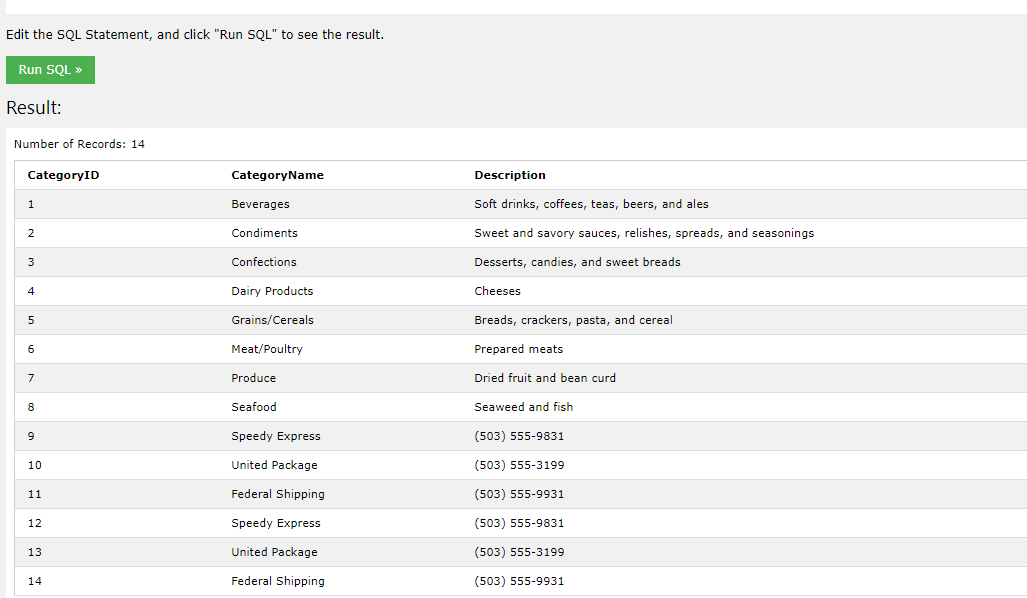 Edit the SQL Statement, and click "Run SQL" to see the result.
Run SQL »
Result:
Number of Records: 14
CategoryID CategoryName Description
1 Beverages Soft drinks, coffees, teas, beers, and ales
2 Condiments Sweet and savory sauces, relishes, spreads, and seasonings
3 Confections Desserts, candies, and sweet breads
4 Dairy Products Cheeses
5 Grains/Cereals Breads, crackers, pasta, and cereal
6 Meat/Poultry Prepared meats
7 Produce Dried fruit and bean curd
8 Seafood Seaweed and fish
9 Speedy Express (503) 555-9831
10 United Package (503) 555-3199
11 Federal Shipping (503) 555-9931
12 Speedy Express (503) 555-9831
13 United Package (503) 555-3199
14 Federal Shipping (503) 555-9931